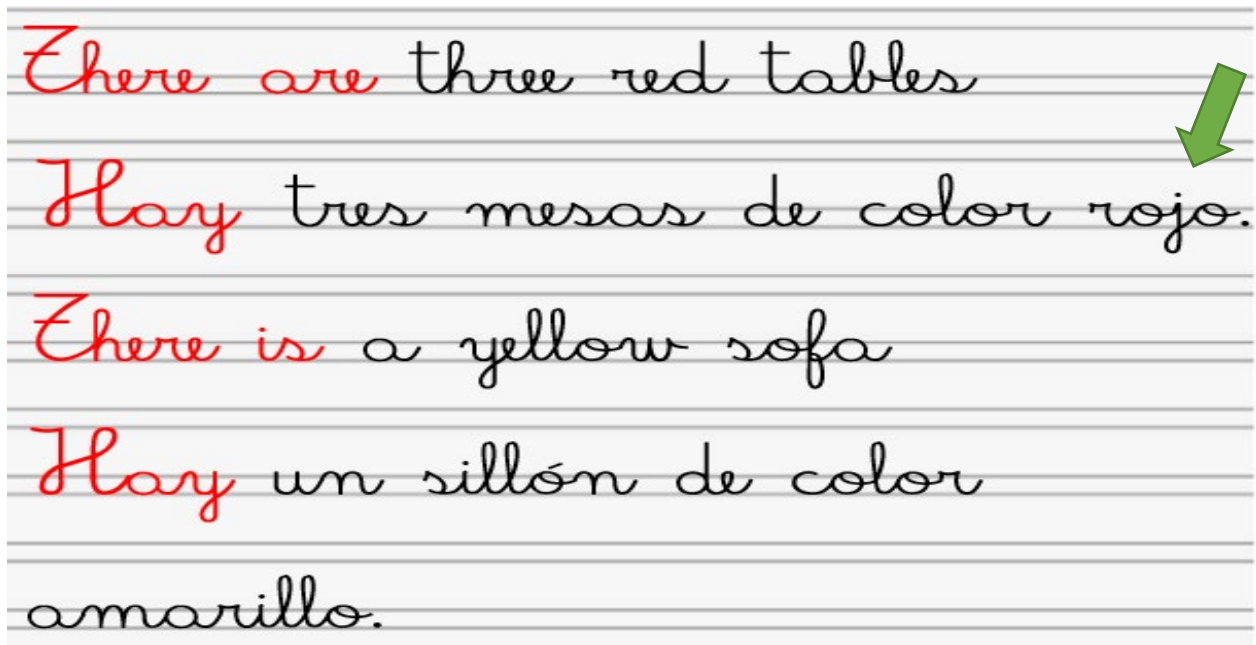 There are three red tables
Hay tres mesas de color rojo.
There is a yellow sofa
Hay un sillón de color
amarillo.